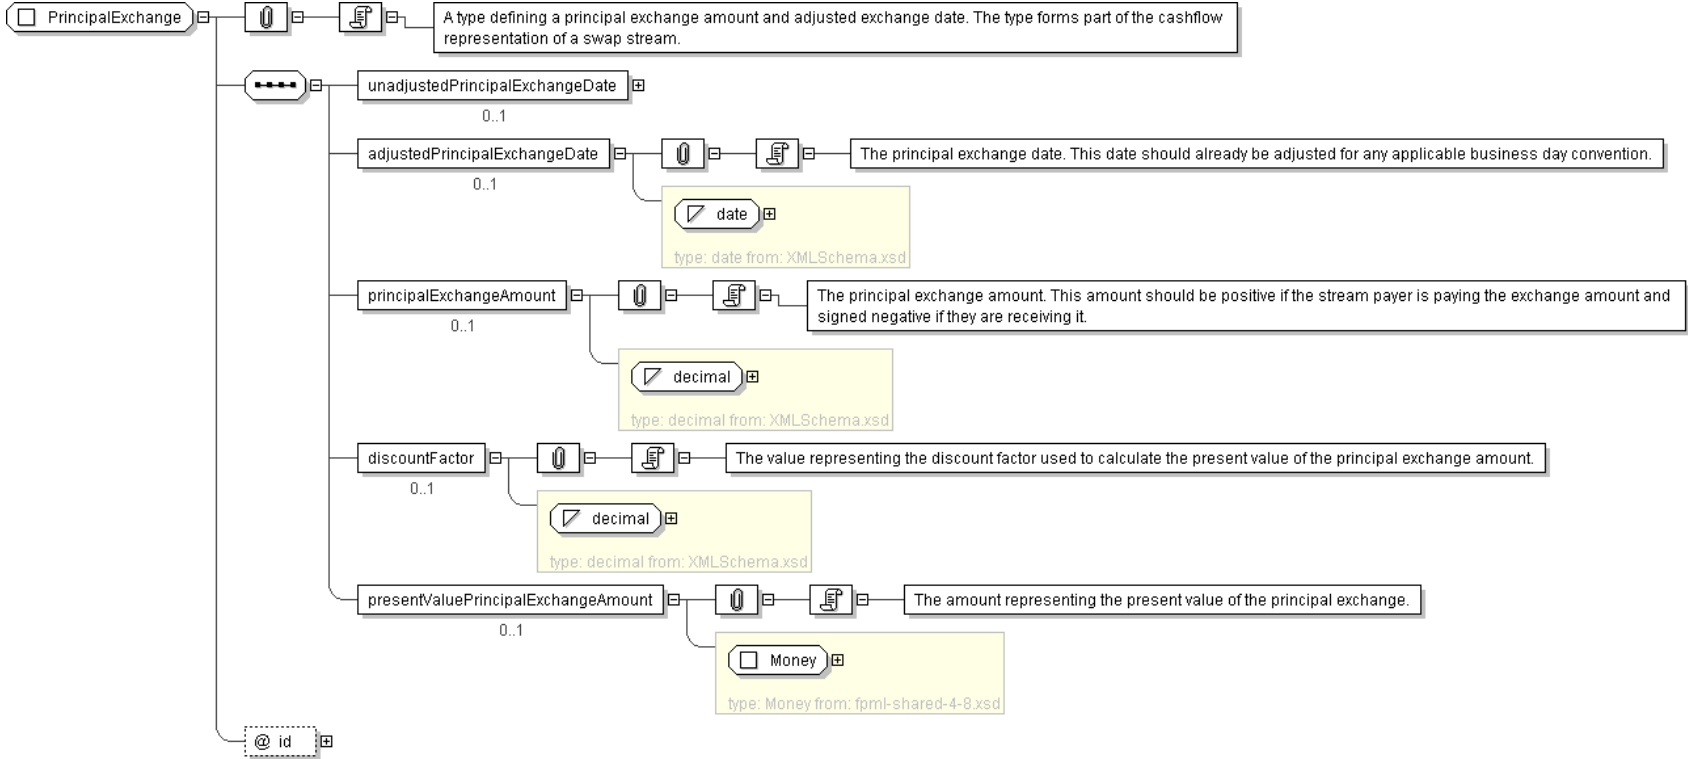 PrincipalExchange
A type defining a principal exchange amount and adjusted exchange date. The type forms part of the cashflow
representation of a swap stream.
unadjustedPrincipalExchangeDate
0..1
adjustedPrincipalExchangeDate
The principal exchange date. This date should already be adjusted for any applicable business day convention.
0..1
date
type: date from: XMLSchema.xsd
principalExchangeAmount
The principal exchange amount. This amount should be positive if the stream payer is paying the exchange amount and
signed negative if they are receiving it.
0..1
decimal
type: decimal from: XMLSchema.xsd
discountFactor
The value representing the discount factor used to calculate the present value of the principal exchange amount.
0..1
decimal
type: decimal from: XMLSchema.xsd
presentValuePrincipalExchangeAmount
The amount representing the present value of the principal exchange.
0..1
Money
type: Money from: fpml-shared-4-8.xsd
@ id